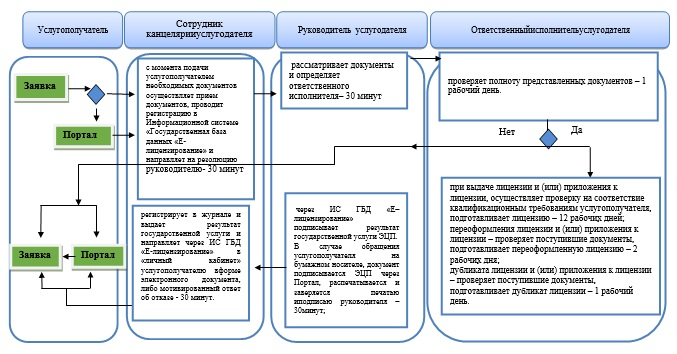 Услугополучатель
Сотрудник
канцелярииуслугодателя
Руководитель услугодателя
Ответственныйисполнительуслугодателя
Заявка
Портал
с момента подачи
услугополучателем
необходимых документов
осуществляет прием
документов, проводит
регистрацию в
Информационной системе
«Государственная база
данных «Е-
лицензирование» и
направляет на резолюцию
руководителю- 30 минут
рассматривает документы
и определяет
ответственного
исполнителя– 30 минут
проверяет полноту представленных документов – 1
рабочий день.
Нет
Да
Заявка
Портал
регистрирует в журнале и
выдает результат
государственной услуги и
направляет через ИС ГБД
«Е-лицензирование» в
«личный кабинет»
услугополучателю вформе
электронного документа,
либо мотивированный ответ
об отказе - 30 минут.
через ИС ГБД «Е–
лицензирование»
подписывает результат
государственной услуги ЭЦП.
В случае обращения
услугополучателя на
бумажном носителе, документ
подписывается ЭЦП через
Портал, распечатывается и
заверяется печатью
иподписью руководителя –
30минут;
при выдаче лицензии и (или) приложения к
лицензии, осуществляет проверку на соответствие
квалификационным требованиям услугополучателя,
подготавливает лицензию – 12 рабочих дней;
переоформления лицензии и (или) приложения к
лицензии – проверяет поступившие документы,
подготавливает переоформленную лицензию – 2
рабочих дня;
дубликата лицензии и (или) приложения к лицензии
– проверяет поступившие документы,
подготавливает дубликат лицензии – 1 рабочий
день.